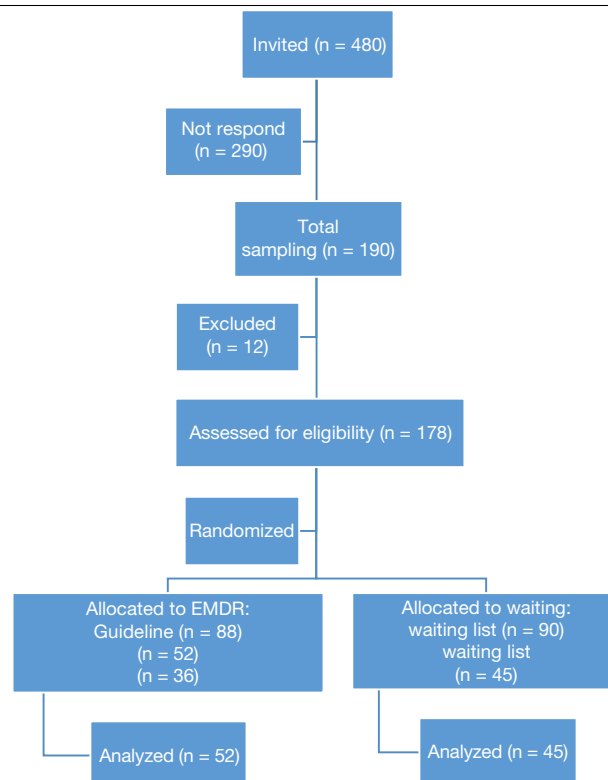 Invited (n = 480)
Not respond
(n = 290)
Total
sampling (n = 190)
Excluded
(n = 12)
Assessed for eligibility (n = 178)
Randomized
Allocated to EMDR:
Guideline (n = 88)
(n = 52)
(n = 36)
Analyzed (n = 52)
Allocated to waiting:
waiting list (n = 90)
waiting list
(n = 45)
Analyzed (n = 45)